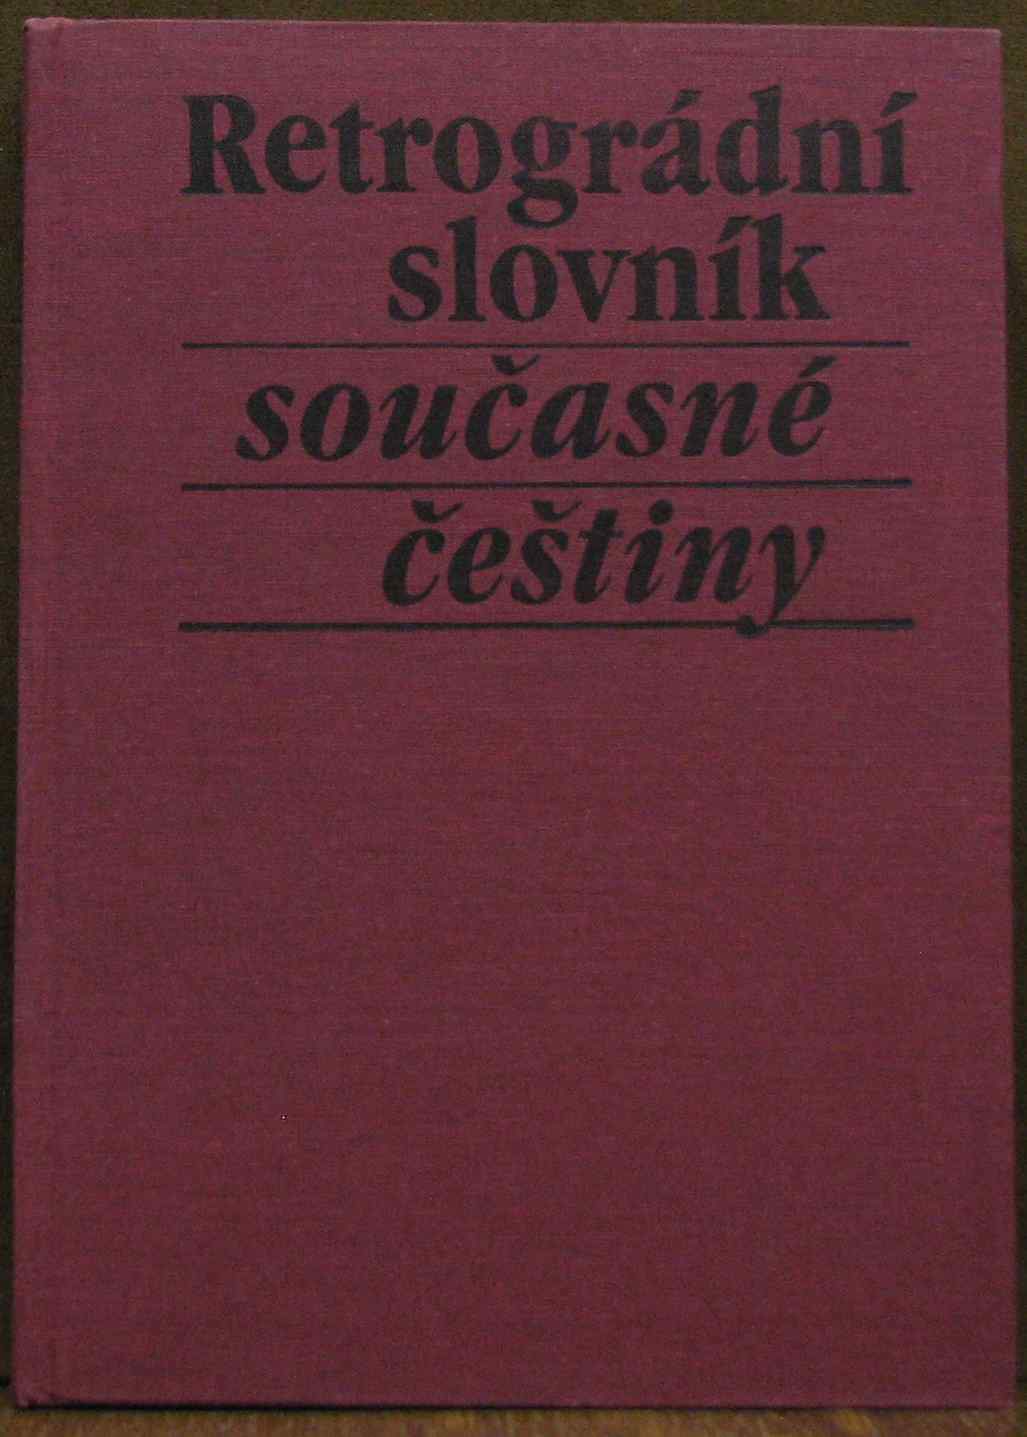 Retrográdní
slovník
současné
češtiny